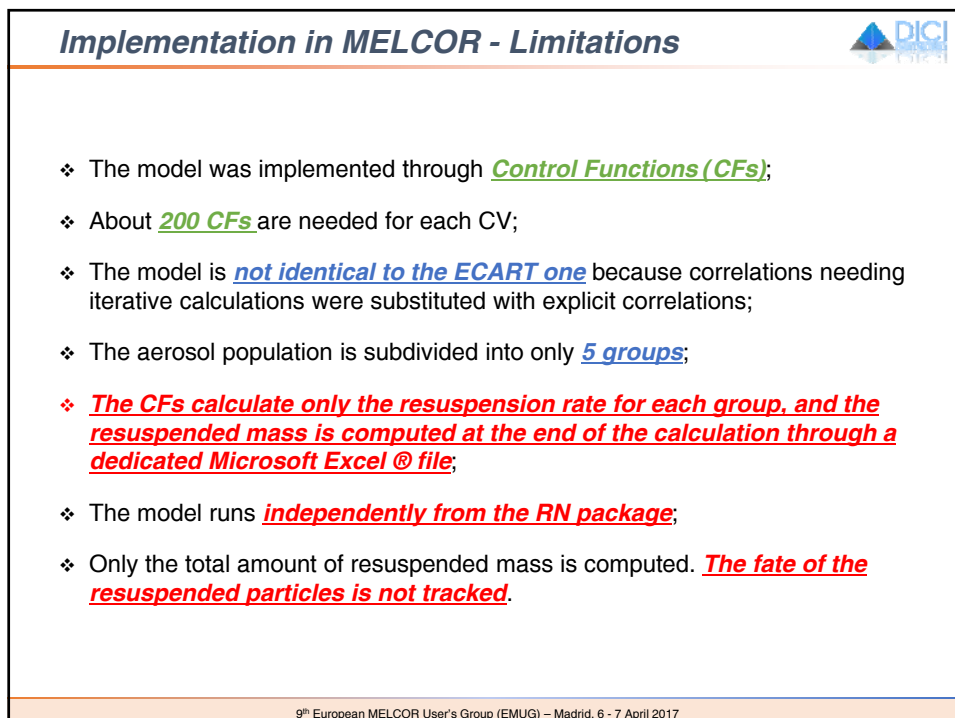 Implementation in MELCOR - Limitations
DICI
❖ The model was implemented through Control Functions (CFs);
❖ About 200 CFs are needed for each CV;
❖ The model is not identical to the ECART one because correlations needing
iterative calculations were substituted with explicit correlations;
❖ The aerosol population is subdivided into only 5 groups;
❖ The CFs calculate only the resuspension rate for each group, and the
resuspended mass is computed at the end of the calculation through a
dedicated Microsoft Excel ® file;
❖ The model runs independently from the RN package;
❖ Only the total amount of resuspended mass is computed. The fate of the
resuspended particles is not tracked.
9th European MELCOR User's Group (EMUG) – Madrid, 6 - 7 April 2017